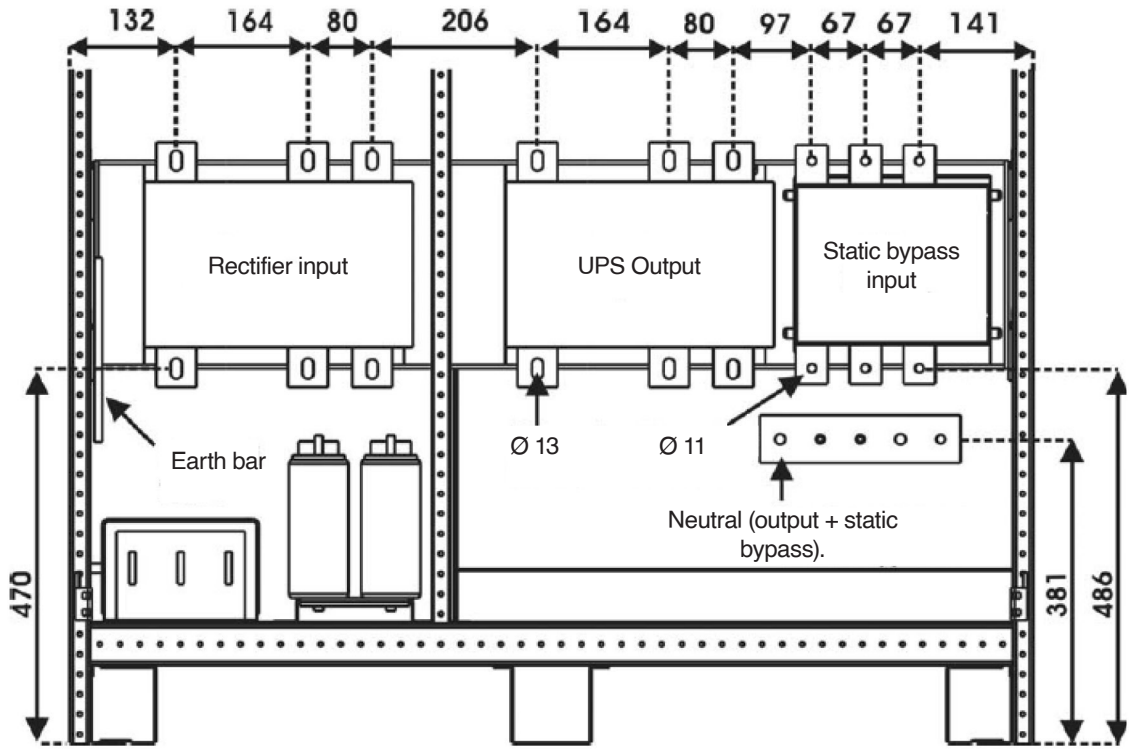 132 164 80 206 164 80 97 67 67 141
Rectifier input
UPS Output
Static bypass
input
Earth bar
Ø 13
Ø 11
Neutral (output + static
bypass).
470
381
486